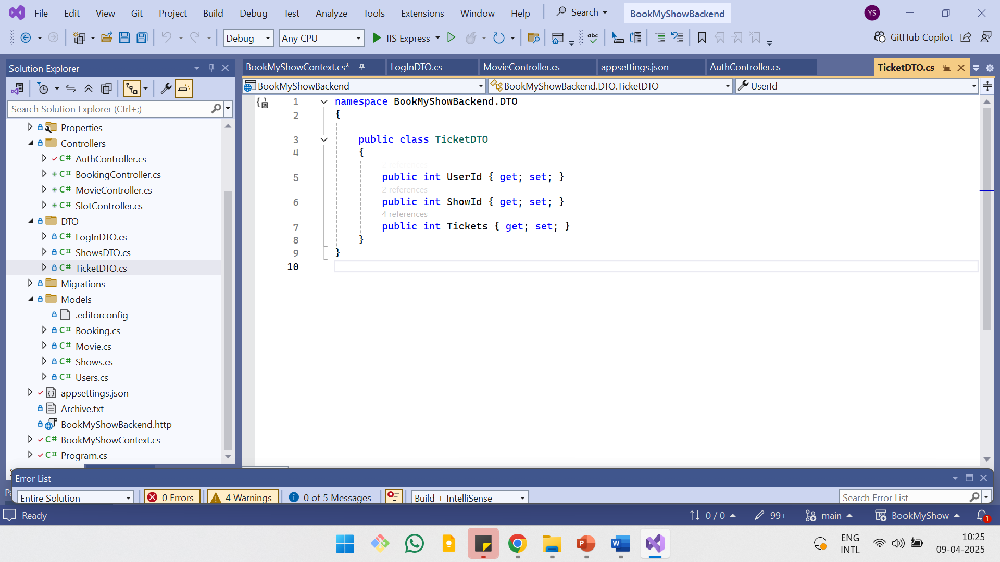 File Edit View Git Project Build Debug Test Analyze Tools Extensions Window Help Search BookMyShowBackend YS
Debug Any CPU IIS Express abc GitHub Copilot
Solution Explorer
Search Solution Explorer (Ctrl+;)
Properties
Controllers
C# AuthController.cs
C# BookingController.cs
C# MovieController.cs
C# SlotController.cs
DTO
C# LogInDTO.cs
C# ShowsDTO.cs
C# TicketDTO.cs
Migrations
Models
.editorconfig
C# Booking.cs
C# Movie.cs
C# Shows.cs
C# Users.cs
appsettings.json
Archive.txt
BookMyShowBackend.http
C# BookMyShowContext.cs
C# Program.cs
BookMyShowContext.cs* LogInDTO.cs MovieController.cs appsettings.json AuthController.cs TicketDTO.cs
BookMyShowBackend BookMyShowBackend.DTO.TicketDTO UserId
1 namespace BookMyShowBackend.DTO
2 {
3 public class TicketDTO
4 {
2 references
5 public int UserId { get; set; }
2 references
6 public int ShowId { get; set; }
4 references
7 public int Tickets { get; set; }
8 }
9 }
10
Error List
Entire Solution 0 Errors 4 Warnings 0 of 5 Messages Build + IntelliSense Search Error List
Ready 0 / 0 99+ main BookMyShow 1
ENG
INTL
10:25
09-04-2025